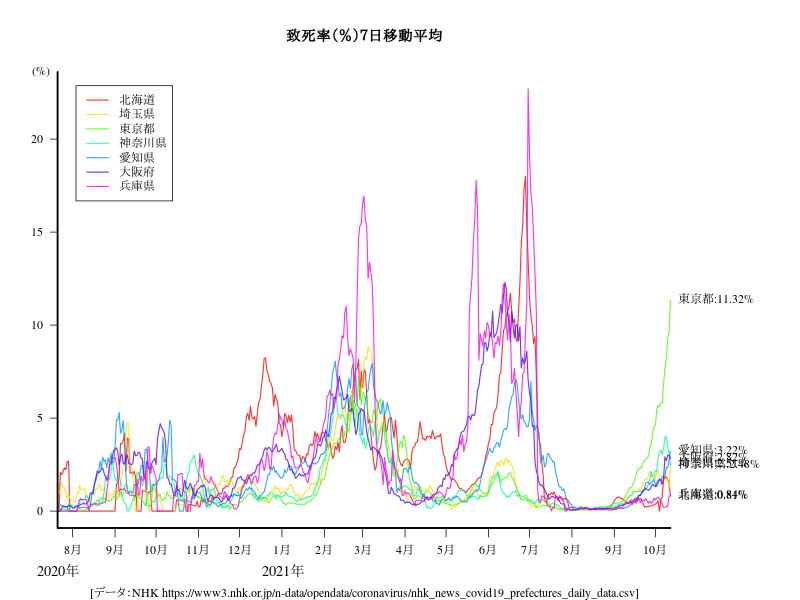 致死率(%)7日移動平均
(%)
北海道
埼玉県
東京都
神奈川県
愛知県
大阪府
兵庫県
20
15
10
5
0
東京都:11.32%
愛知県:3.22%
8月 9月 10月 11月 12月 1月 2月 3月 4月 5月 6月 7月 8月 9月 10月
2020年 2021年
[データ:NHK https://www3.nhk.or.jp/n-data/opendata/coronavirus/nhk_news_covid19_prefectures_daily_data.csv]